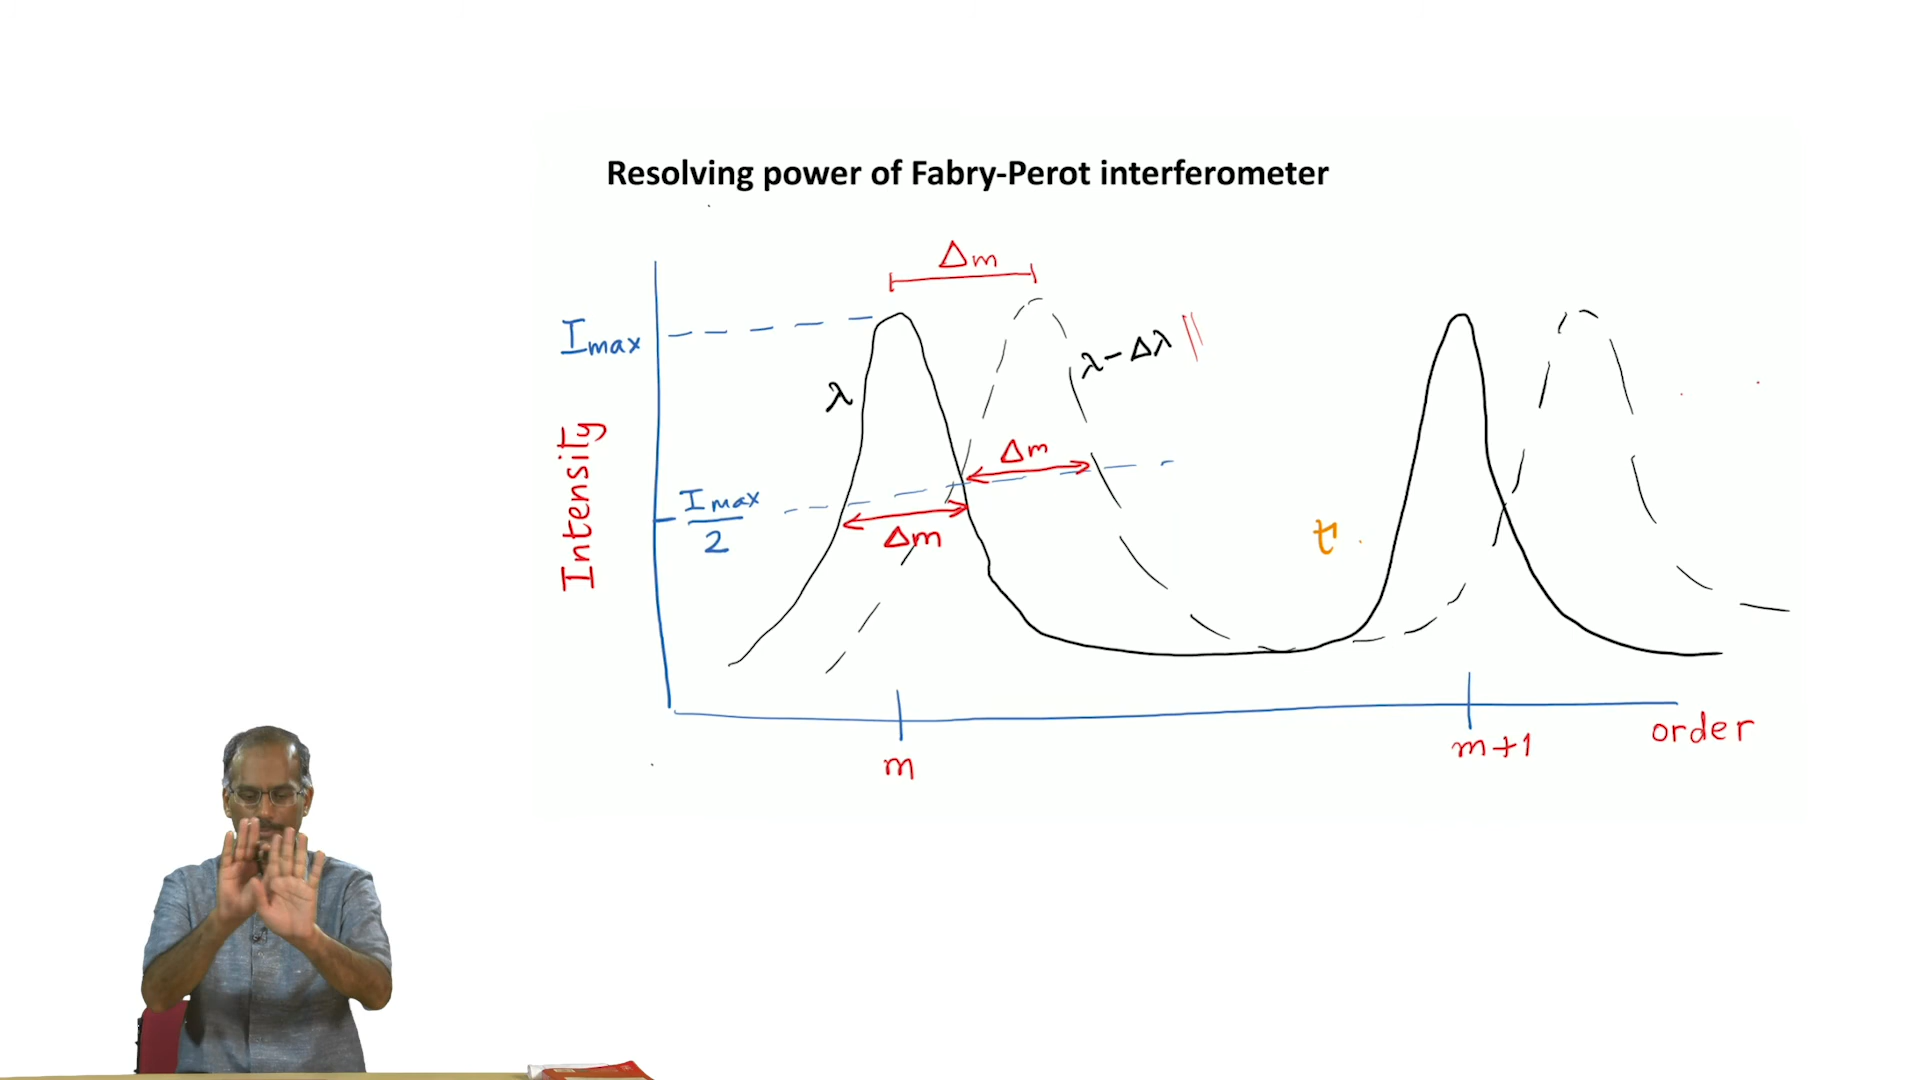 Resolving power of Fabry-Perot interferometer
Δm
Imax
λ
λ-Δλ
Intensity
Δm
Imax
2
Δm
t
m
m+1
order